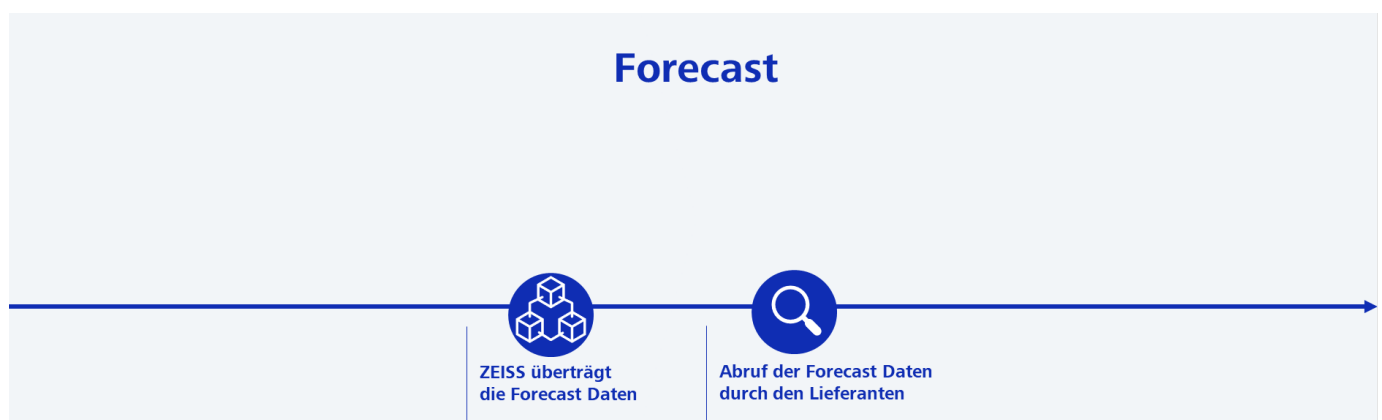 Forecast
ZEISS überträgt
die Forecast Daten
Abruf der Forecast Daten
durch den Lieferanten